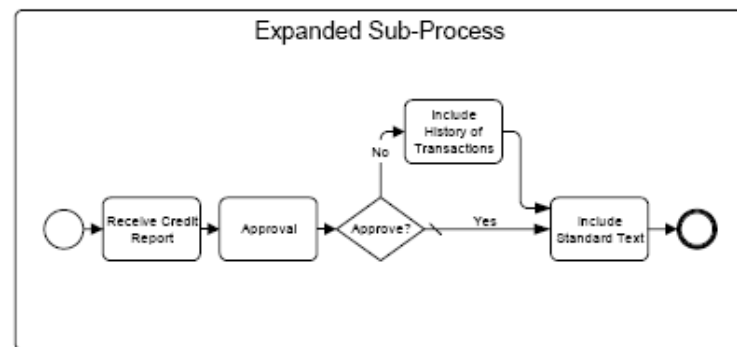 Expanded Sub-Process
Include
History of
Transactions
No
Receive Credit
Report
Approval
Approve?
Yes
Include
Standard Text